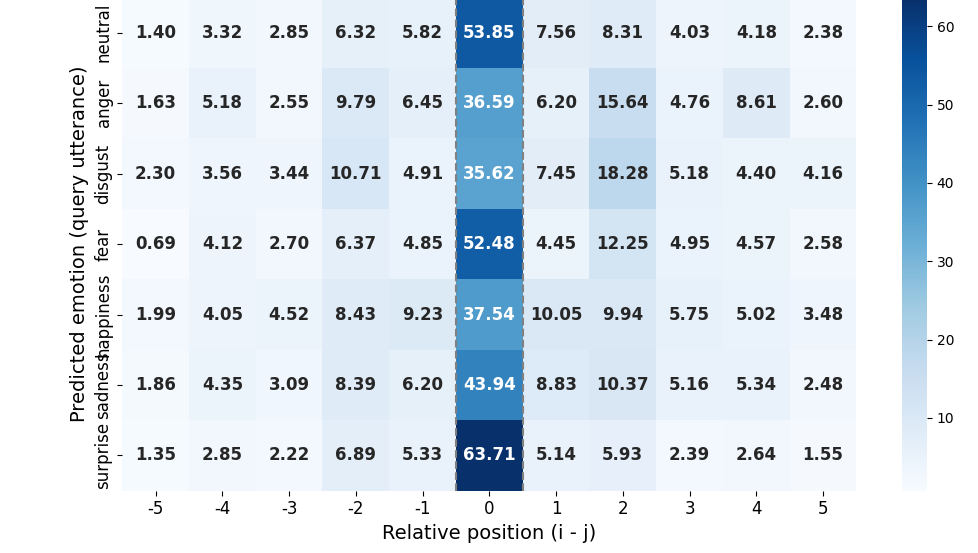 Predicted emotion (query utterance)
neutral 1.40 3.32 2.85 6.32 5.82 53.85 7.56 8.31 4.03 4.18 2.38
anger 1.63 5.18 2.55 9.79 6.45 36.59 6.20 15.64 4.76 8.61 2.60
disgust 2.30 3.56 3.44 10.71 4.91 35.62 7.45 18.28 5.18 4.40 4.16
fear 0.69 4.12 2.70 6.37 4.85 52.48 4.45 12.25 4.95 4.57 2.58
happiness 1.99 4.05 4.52 8.43 9.23 37.54 10.05 9.94 5.75 5.02 3.48
sadness 1.86 4.35 3.09 8.39 6.20 43.94 8.83 10.37 5.16 5.34 2.48
surprise 1.35 2.85 2.22 6.89 5.33 63.71 5.14 5.93 2.39 2.64 1.55
-5 -4 -3 -2 -1 0 1 2 3 4 5
Relative position (i - j)
60
50
40
30
20
10